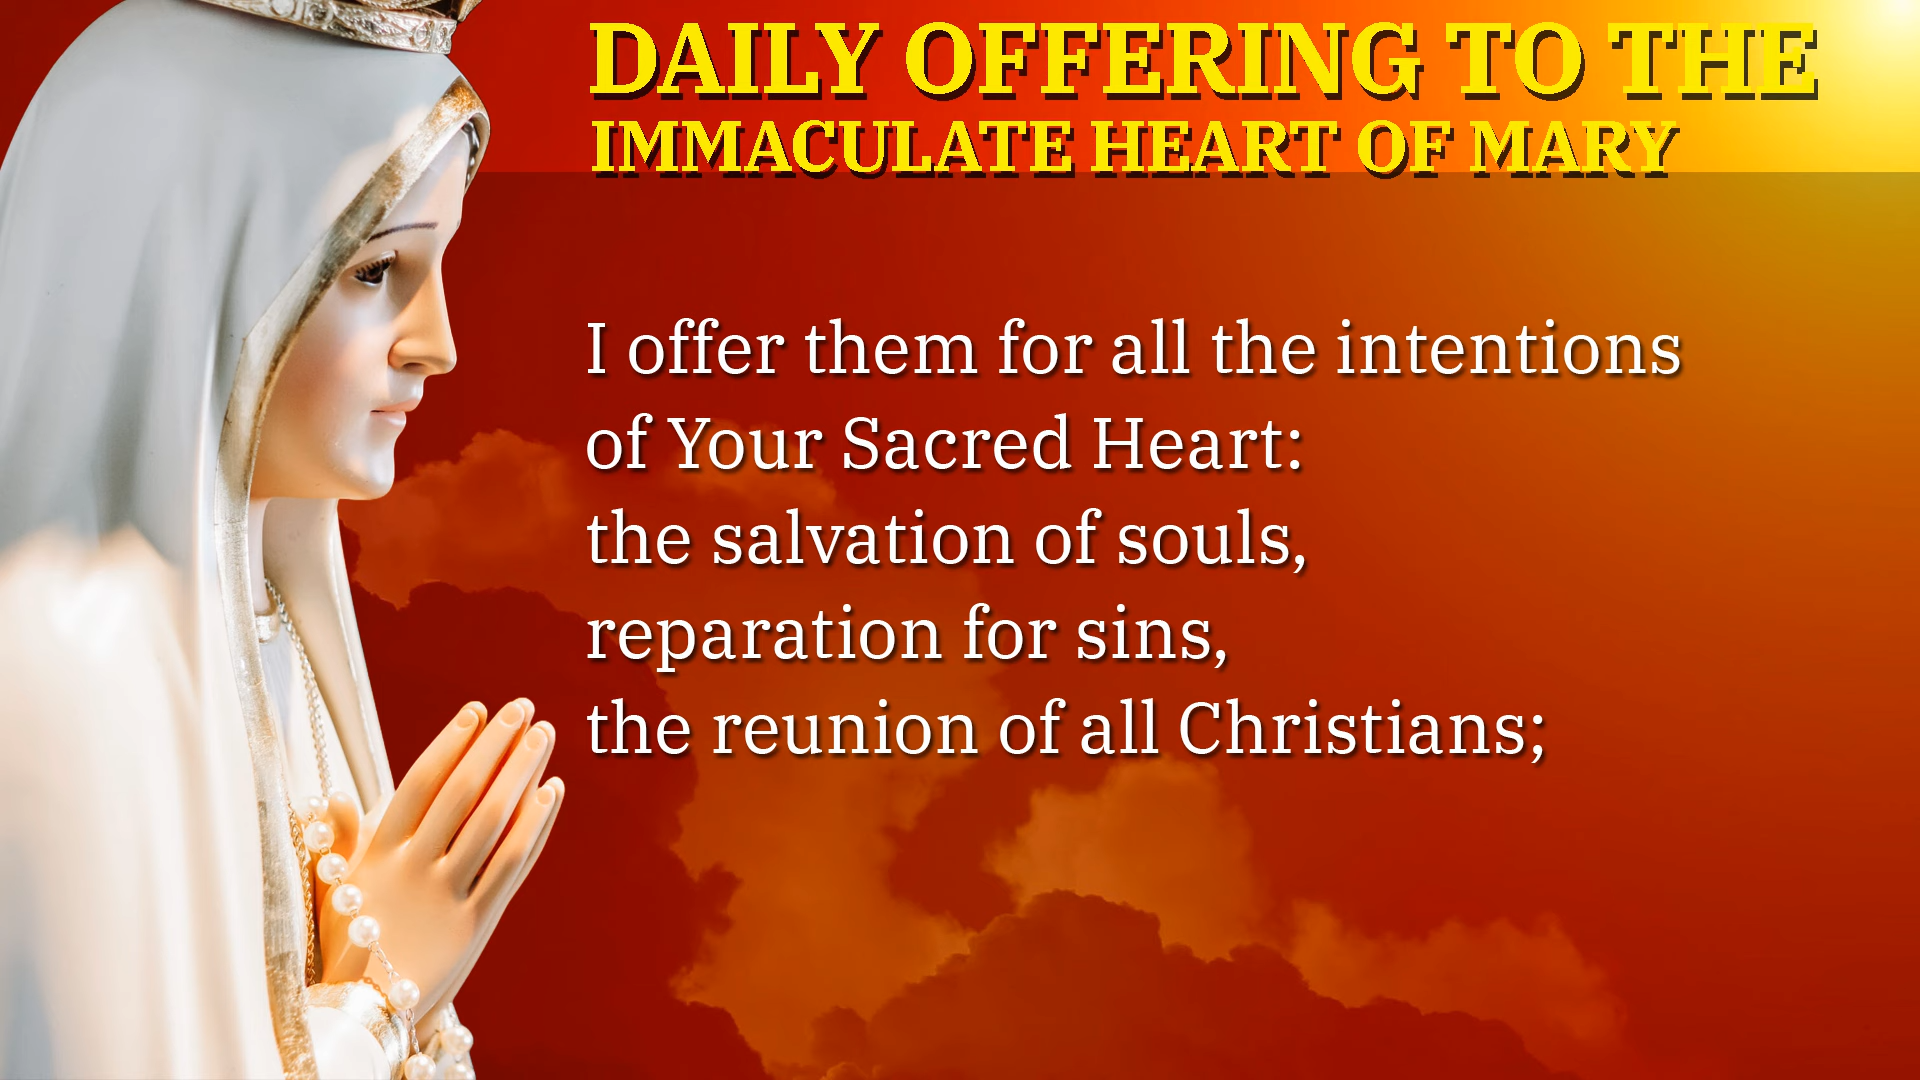 DAILY OFFERING TO THE
IMMACULATE HEART OF MARY
I offer them for all the intentions
of Your Sacred Heart:
the salvation of souls,
reparation for sins,
the reunion of all Christians;